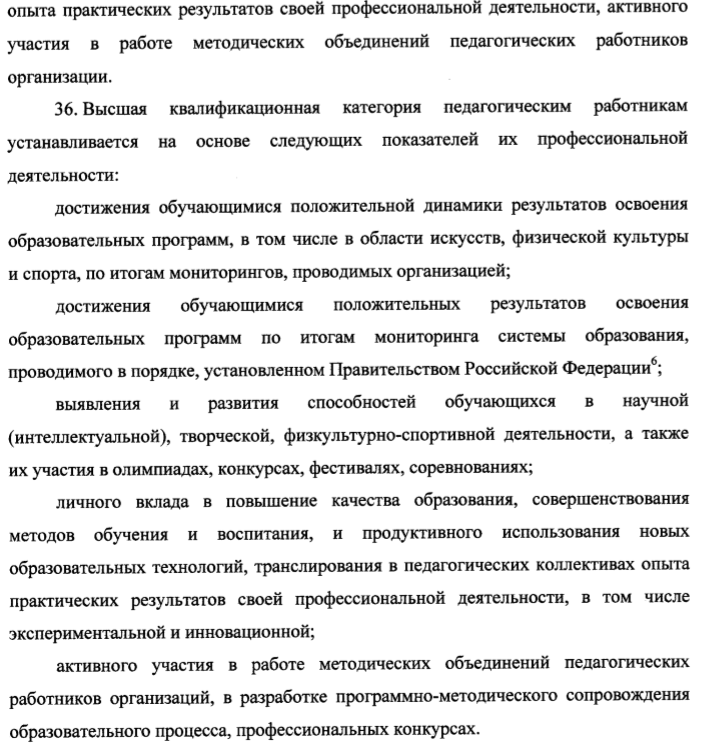 опыта практических результатов своей профессиональной деятельности, активного
участия в работе методических объединений педагогических работников
организации.
36. Высшая квалификационная категория педагогическим работникам
устанавливается на основе следующих показателей их профессиональной
деятельности:
достижения обучающимися положительной динамики результатов освоения
образовательных программ, в том числе в области искусств, физической культуры
и спорта, по итогам мониторингов, проводимых организацией;
достижения обучающимися положительных результатов освоения
образовательных программ по итогам мониторинга системы образования,
проводимого в порядке, установленном Правительством Российской Федерации⁶;
выявления и развития способностей обучающихся в научной
(интеллектуальной), творческой, физкультурно-спортивной деятельности, а также
их участия в олимпиадах, конкурсах, фестивалях, соревнованиях;
личного вклада в повышение качества образования, совершенствования
методов обучения и воспитания, и продуктивного использования новых
образовательных технологий, транслирования в педагогических коллективах опыта
практических результатов своей профессиональной деятельности, в том числе
экспериментальной и инновационной;
активного участия в работе методических объединений педагогических
работников организаций, в разработке программно-методического сопровождения
образовательного процесса, профессиональных конкурсах.